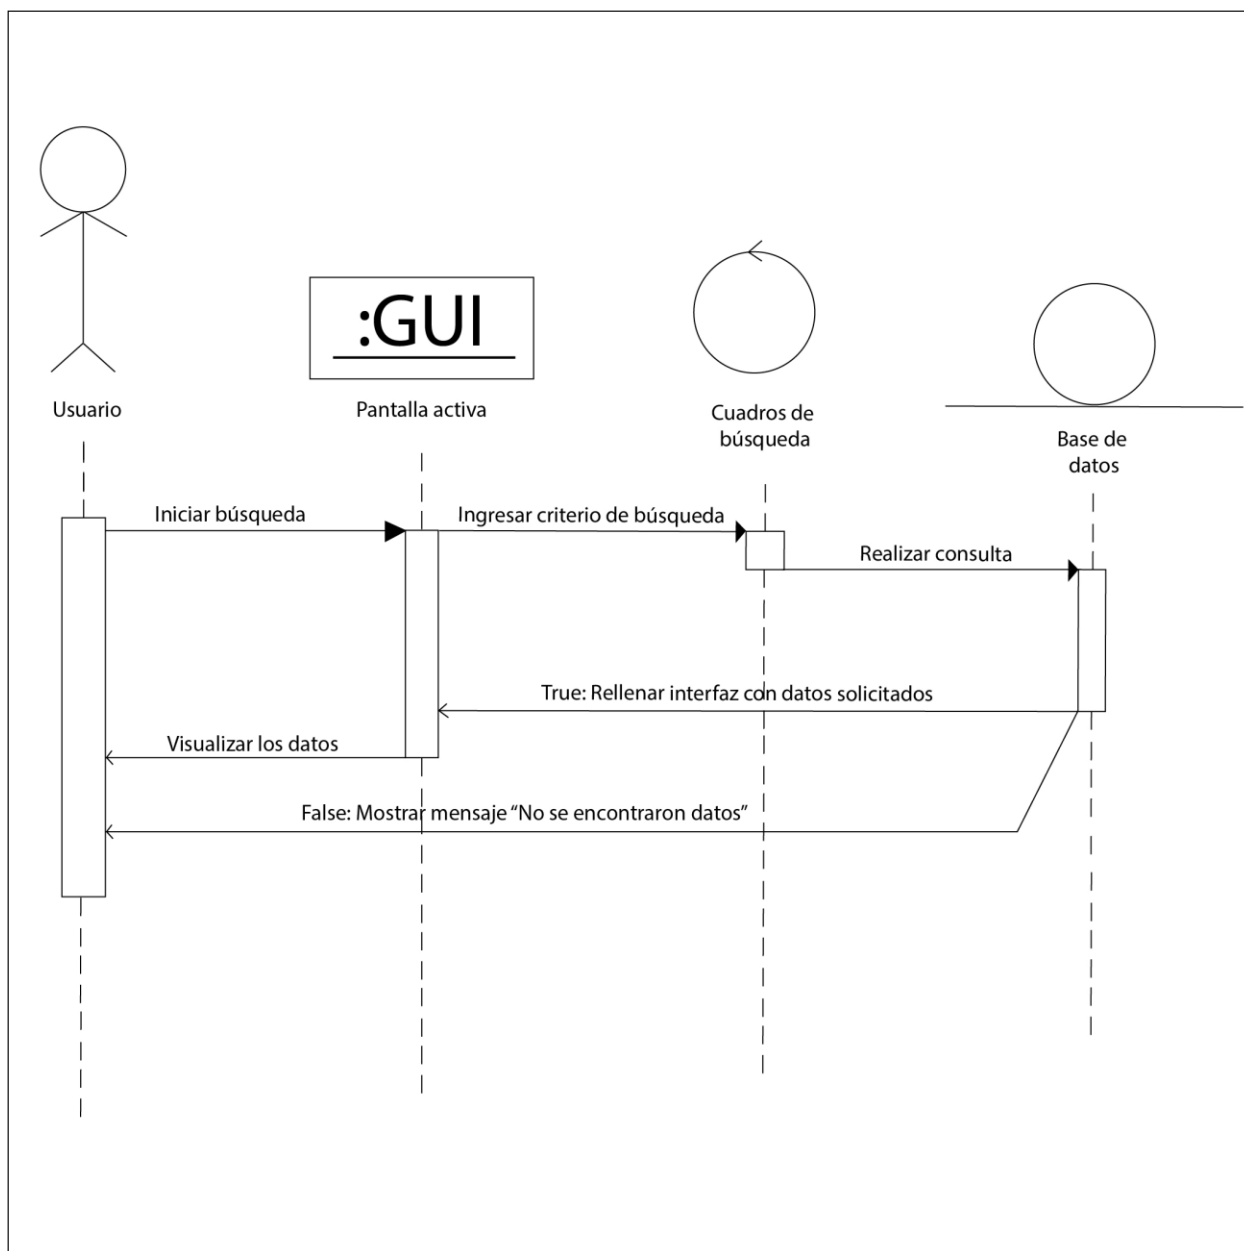 :GUI
Usuario
Pantalla activa
Cuadros de
búsqueda
Base de
datos
Iniciar búsqueda
Ingresar criterio de búsqueda
Realizar consulta
True: Rellenar interfaz con datos solicitados
Visualizar los datos
False: Mostrar mensaje “No se encontraron datos”